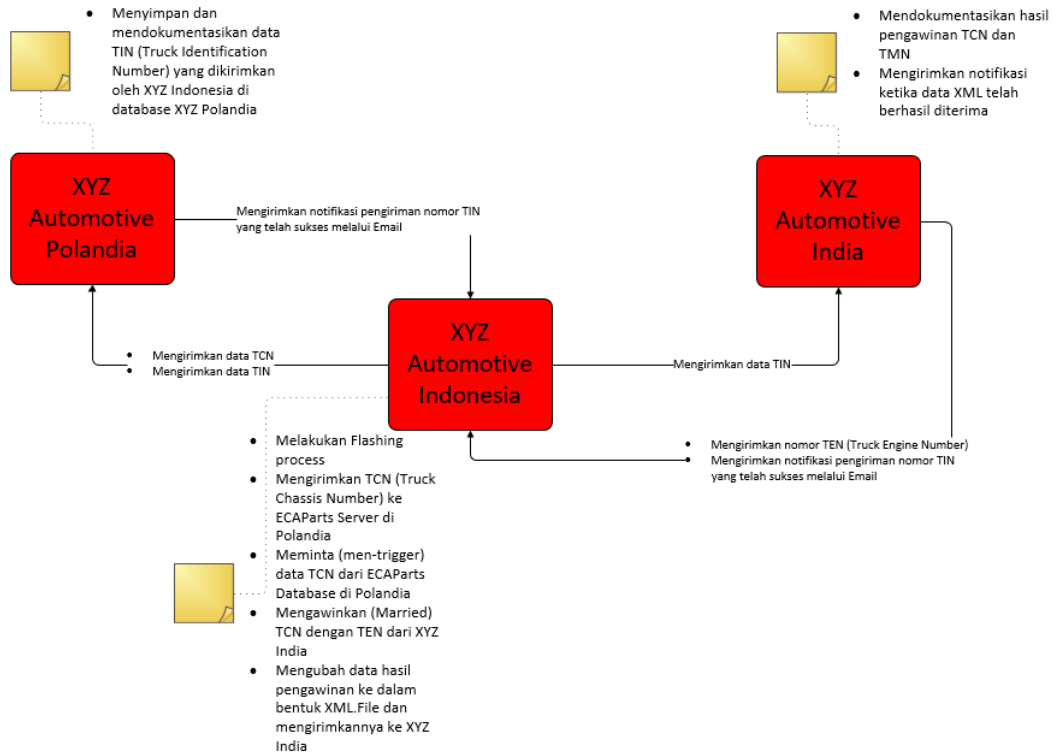 Menyimpan dan
mendokumentasikan data
TIN (Truck Identification
Number) yang dikirimkan
oleh XYZ Indonesia di
database XYZ Polandia
Mendokumentasikan hasil
pengawinan TCN dan
TMN
Mengirimkan notifikasi
ketika data XML telah
berhasil diterima
XYZ
Automotive
Polandia
Mengirimkan notifikasi pengiriman nomor TIN
yang telah sukses melalui Email
XYZ
Automotive
India
Mengirimkan data TCN
Mengirimkan data TIN
XYZ
Automotive
Indonesia
Mengirimkan data TIN
Mengirimkan nomor TEN (Truck Engine Number)
Mengirimkan notifikasi pengiriman nomor TIN
yang telah sukses melalui Email
Melakukan Flashing
process
Mengirimkan TCN (Truck
Chassis Number) ke
ECAParts Server di
Polandia
Meminta (men-trigger)
data TCN dari ECAParts
Database di Polandia
Mengawinkan (Married)
TCN dengan TEN dari XYZ
India
Mengubah data hasil
pengawinan ke dalam
bentuk XML.File dan
mengirimkannya ke XYZ
India